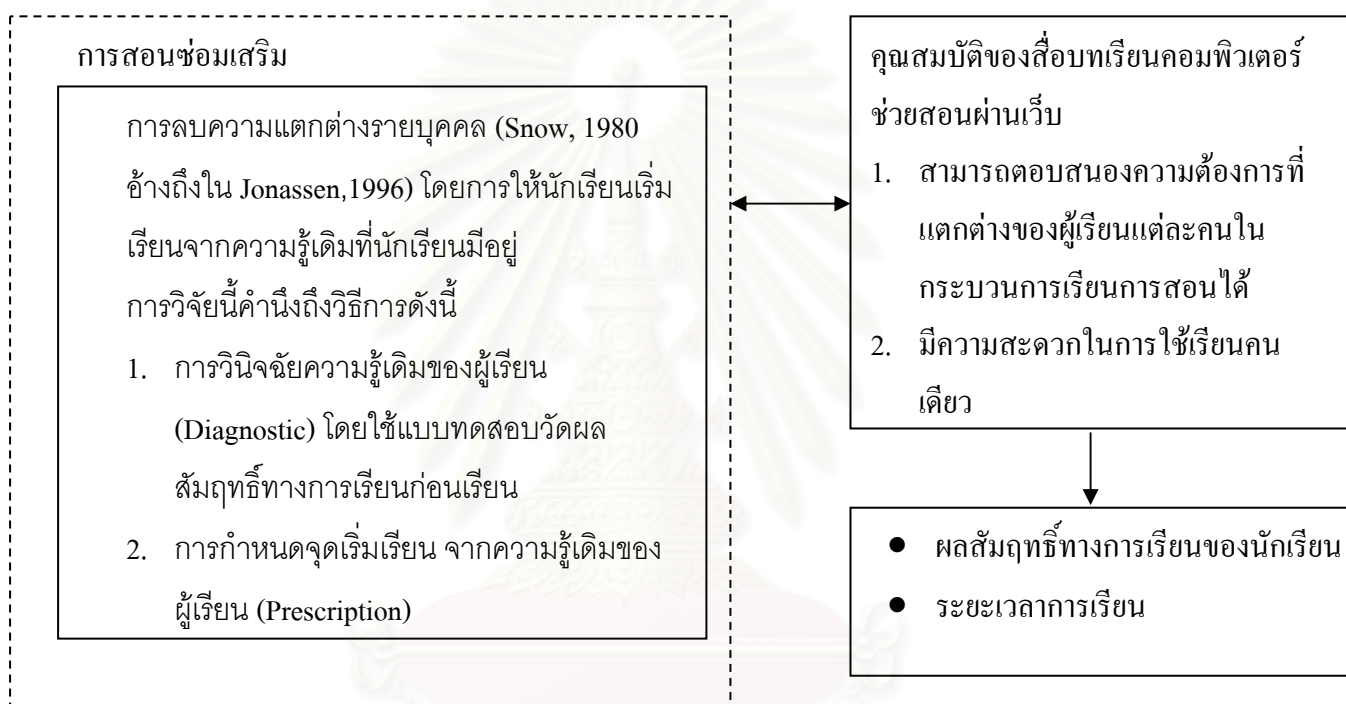 การสอนซ่อมเสริม
การลบความแตกต่างรายบุคคล (Snow, 1980
อ้างถึงใน Jonassen,1996) โดยการให้นักเรียนเริ่ม
เรียนจากความรู้เดิมที่นักเรียนมีอยู่
การวิจัยนี้คำนึงถึงวิธีการดังนี้
1. การวินิจฉัยความรู้เดิมของผู้เรียน
(Diagnostic) โดยใช้แบบทดสอบวัดผล
สัมฤทธิ์ทางการเรียนก่อนเรียน
2. การกำหนดจุดเริ่มเรียน จากความรู้เดิมของ
ผู้เรียน (Prescription)
คุณสมบัติของสื่อบทเรียนคอมพิวเตอร์
ช่วยสอนผ่านเว็บ
1. สามารถตอบสนองความต้องการที่
แตกต่างของผู้เรียนแต่ละคนใน
กระบวนการเรียนการสอนได้
2. มีความสะดวกในการใช้เรียนคน
เดียว
● ผลสัมฤทธิ์ทางการเรียนของนักเรียน
● ระยะเวลาการเรียน